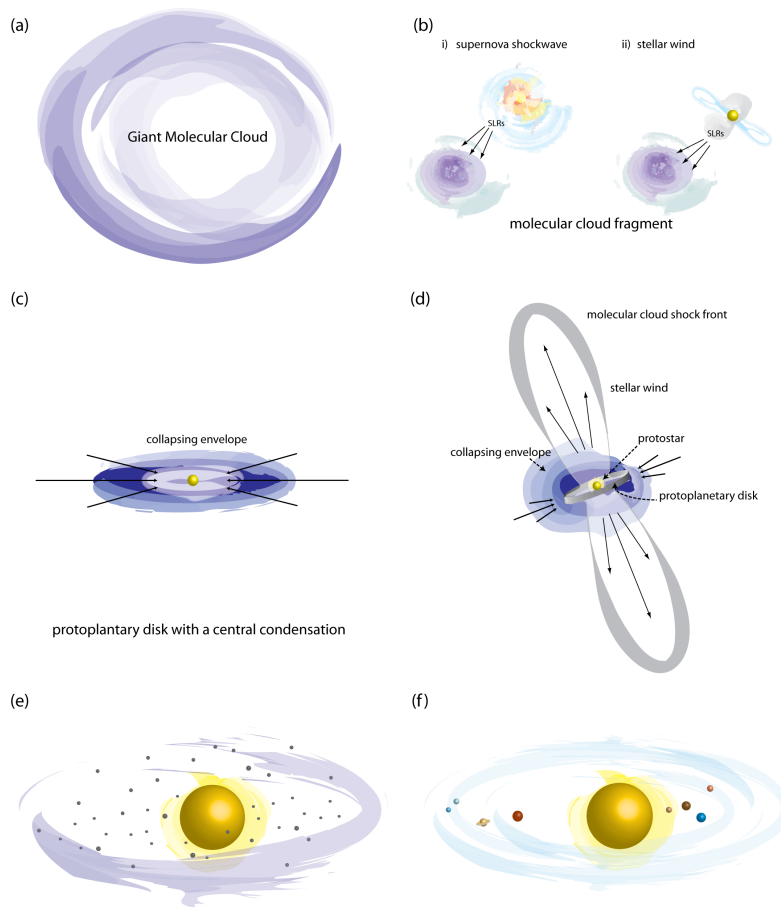 (a)
Giant Molecular Cloud
(b)
i) supernova shockwave
ii) stellar wind
SLRs
SLRs
molecular cloud fragment
(c)
collapsing envelope
protoplantary disk with a central condensation
(d)
molecular cloud shock front
stellar wind
protostar
collapsing envelope
protoplanetary disk
(e)
(f)